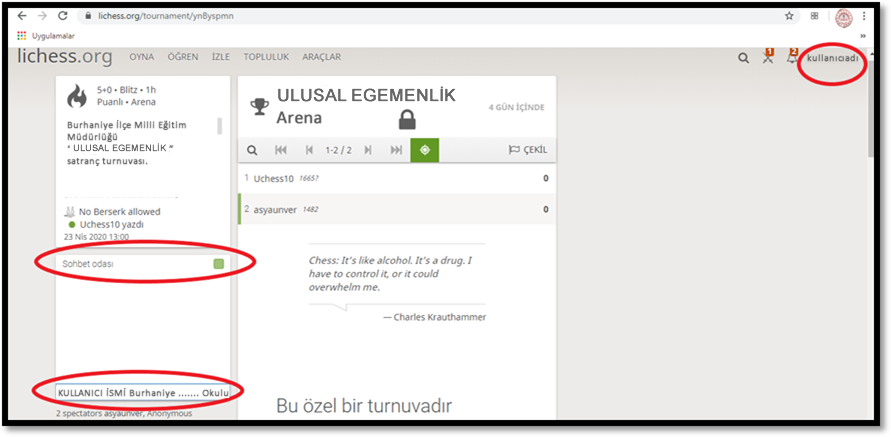 lichess.org/tournament/ynByspmn
Uygulamalar
»
lichess.org OYNA ÖĞREN İZLE TOPLULUK ARAÇLAR 1 2 kullanıcıadı
5+0 • Blitz • 1h
Puanlı • Arena
Burhaniye İlçe Milli Eğitim
Müdürlüğü
‘ ULUSAL EGEMENLİK ”
satranç turnuvası.
No Berserk allowed
Uchess10 yazdı
23 Nis 2020 13:00
Sohbet odası
KULLANICI İSMİ Burhaniye ....... Okulu
2 spectators asyaunver, Anonymous
ULUSAL EGEMENLİK
Arena
4 GÜN İÇİNDE
1-2 / 2 ÇEKİL
1 Uchess10 1665? 0
2 asyaunver 1482 0
Chess: It's like alcohol. It's a drug. I
have to control it, or it could
overwhelm me.
— Charles Krauthammer
Bu özel bir turnuvadır